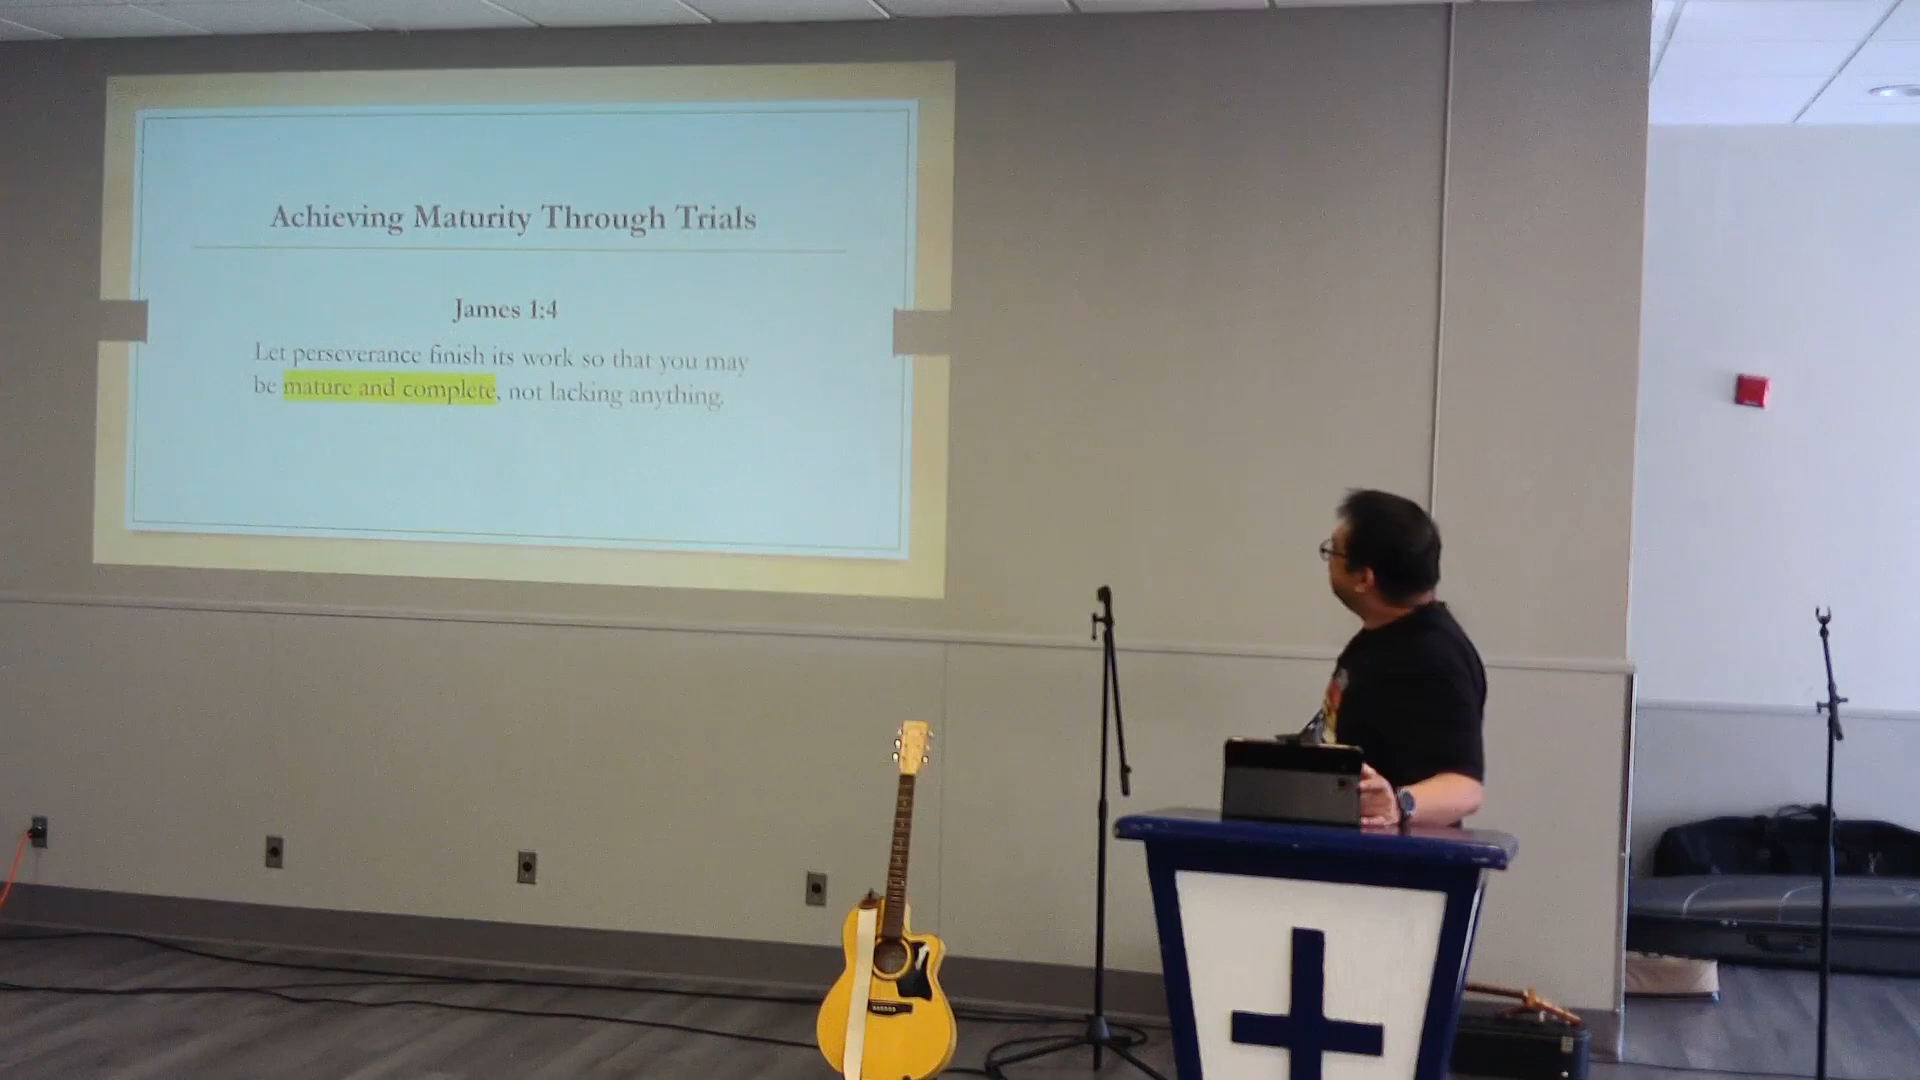 Achieving Maturity Through Trials
James 1:4
Let perseverance finish its work so that you may
be mature and complete, not lacking anything.